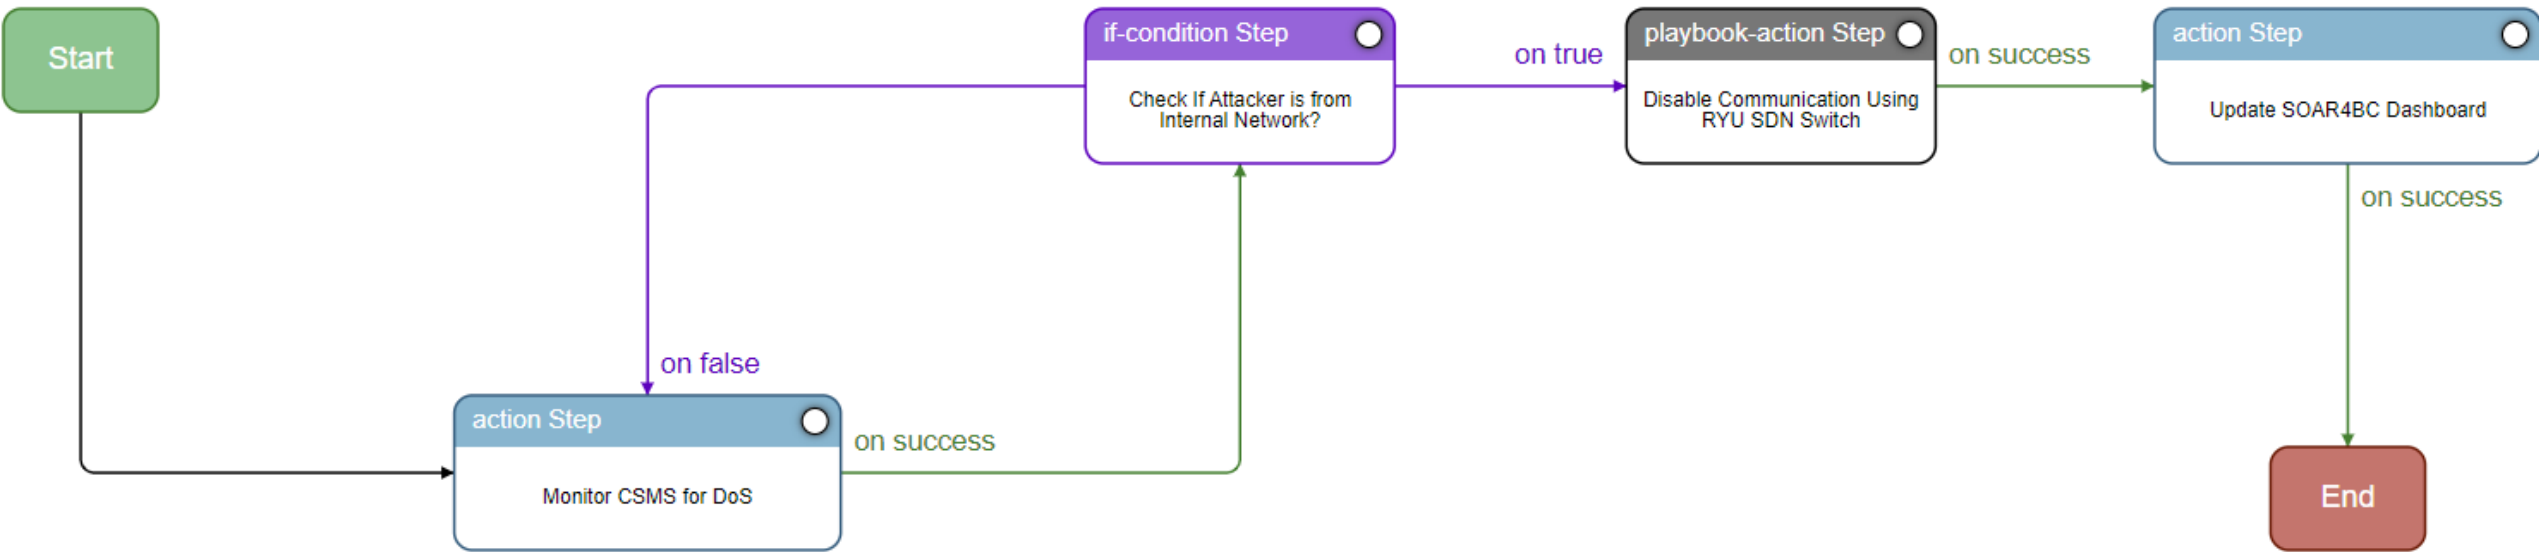 Start
if-condition Step
Check If Attacker is from
Internal Network?
on true
playbook-action Step
Disable Communication Using
RYU SDN Switch
on success
action Step
Update SOAR4BC Dashboard
on success
on false
action Step
Monitor CSMS for DoS
on success
End